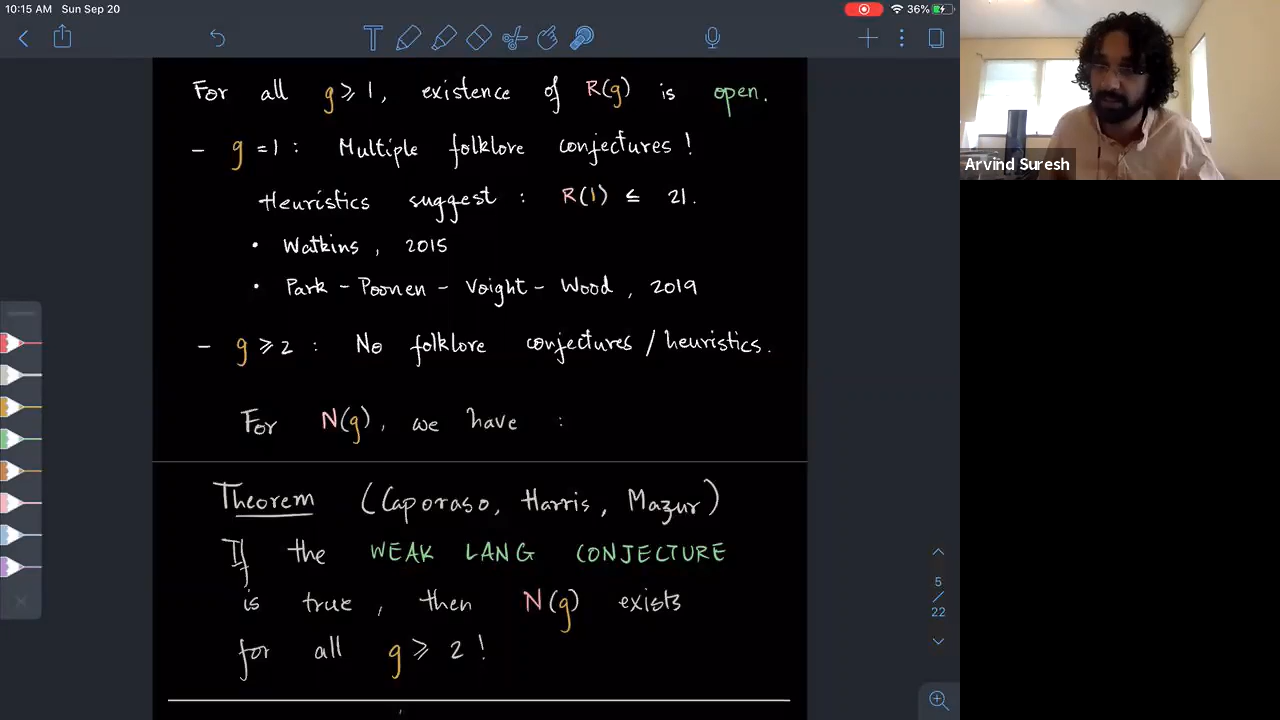 10:15 AM Sun Sep 20
36%
For all g ⩾ 1, existence of R(g) is open.
- g = 1 : Multiple folklore conjectures !
Heuristics suggest : R(1) ≤ 21.
• Watkins, 2015
• Park - Poonen - Voight - Wood, 2019
- g ⩾ 2 : No folklore conjectures / heuristics.
For N(g), we have :
Theorem (Caporaso, Harris, Mazur)
If the WEAK LANG CONJECTURE
is true, then N(g) exists
for all g ⩾ 2 !
5
/
22
Arvind Suresh